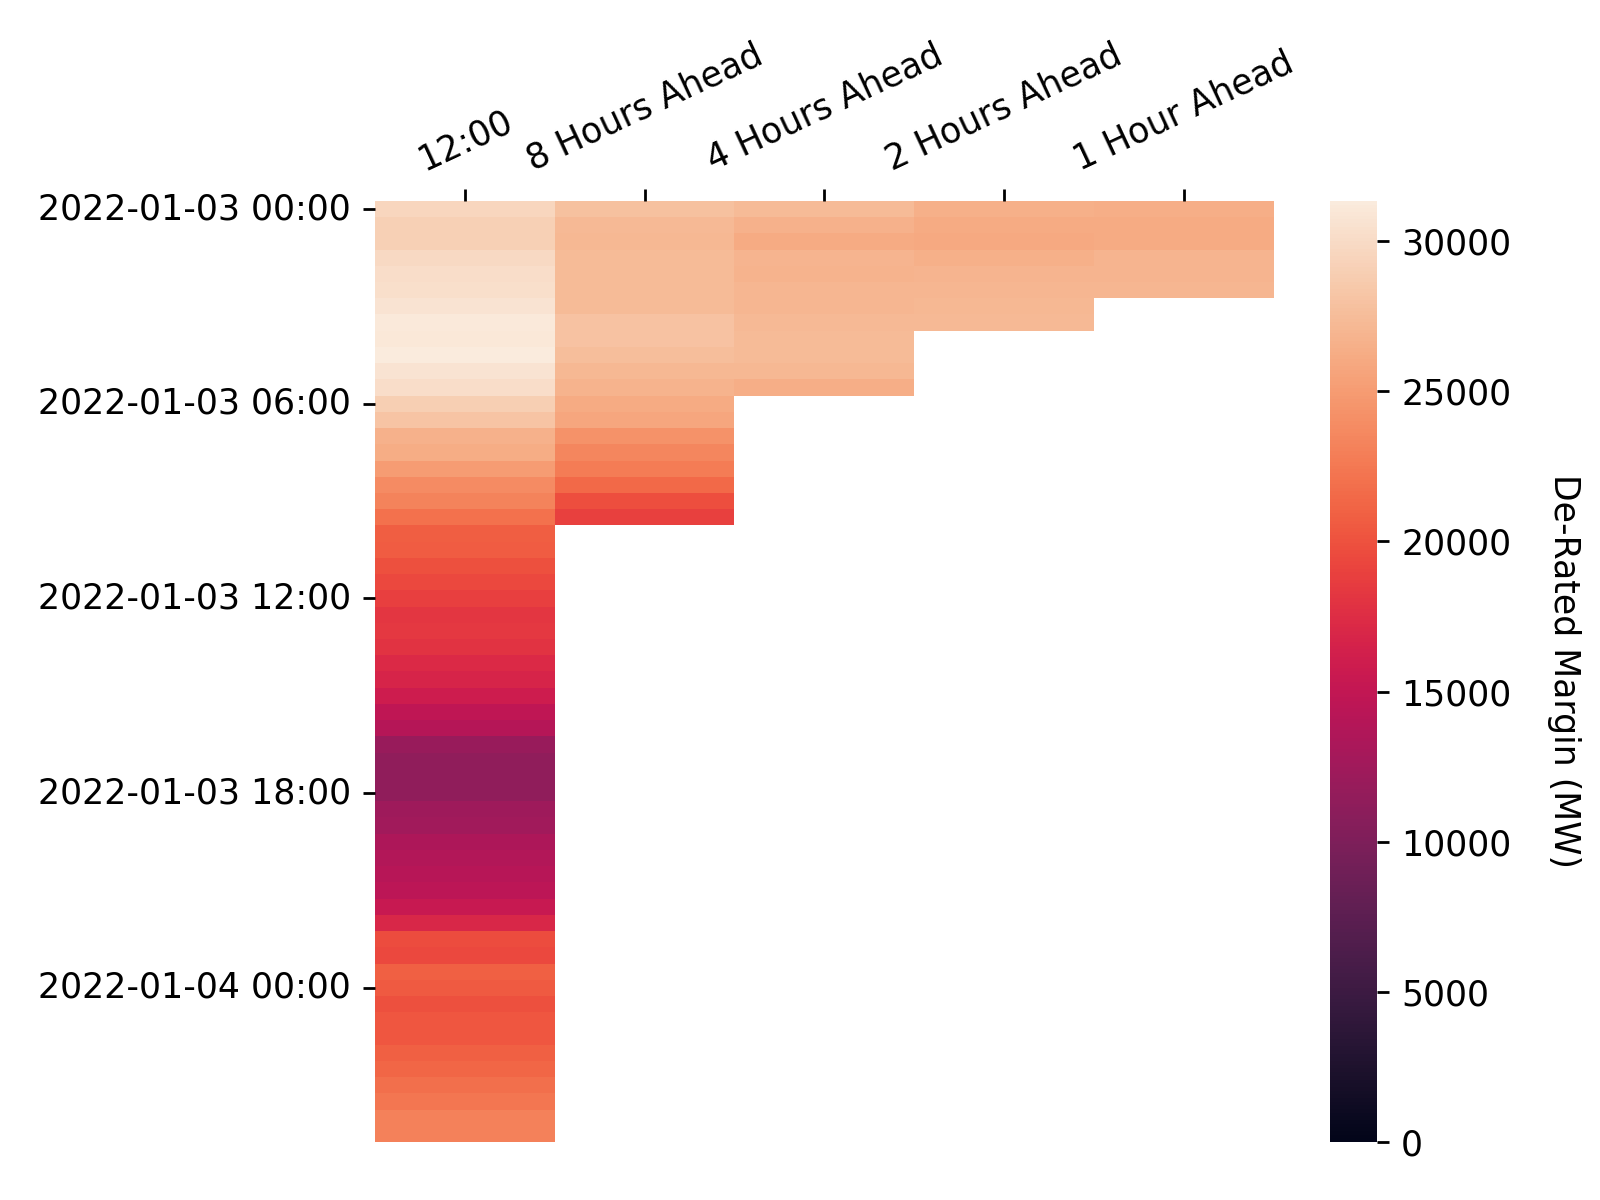 12:00
8 Hours Ahead
4 Hours Ahead
2 Hours Ahead
1 Hour Ahead
2022-01-03 00:00
2022-01-03 06:00
2022-01-03 12:00
2022-01-03 18:00
2022-01-04 00:00
30000
25000
20000
15000
10000
5000
0
De-Rated Margin (MW)